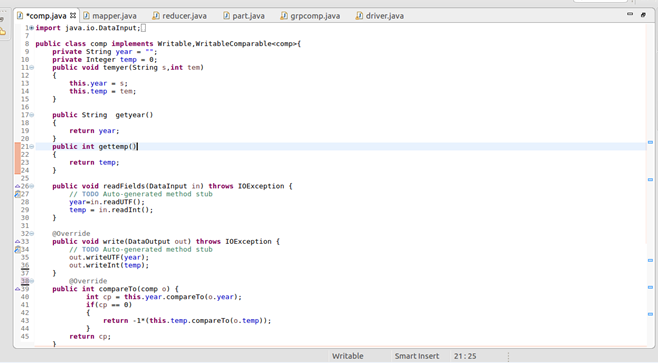 *comp.java mapper.java reducer.java part.java grpcomp.java driver.java
1 import java.io.DataInput;
7
8 public class comp implements Writable,WritableComparable<comp>{
9 private String year = "";
10 private Integer temp = 0;
11 public void temyer(String s,int tem)
12 {
13 this.year = s;
14 this.temp = tem;
15 }
16
17 public String  getyear()
18 {
19 return year;
20 }
21 public int gettemp()
22 {
23 return temp;
24 }
25
26 public void readFields(DataInput in) throws IOException {
27 // TODO Auto-generated method stub
28 year=in.readUTF();
29 temp = in.readInt();
30 }
31
32 @Override
33 public void write(DataOutput out) throws IOException {
34 // TODO Auto-generated method stub
35 out.writeUTF(year);
36 out.writeInt(temp);
37 }
38 @Override
39 public int compareTo(comp o) {
40 int cp = this.year.compareTo(o.year);
41 if(cp == 0)
42 {
43 return -1*(this.temp.compareTo(o.temp));
44 }
45 return cp;
}
Writable Smart Insert 21:25